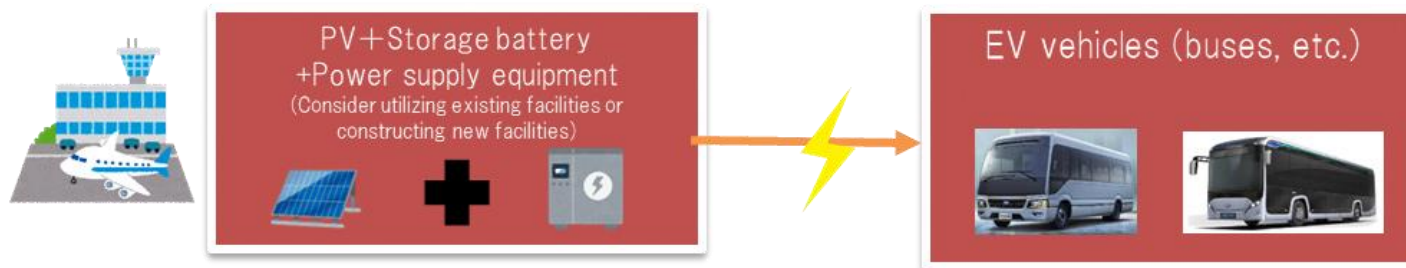 PV＋Storage battery
+Power supply equipment
(Consider utilizing existing facilities or
constructing new facilities)
EV vehicles (buses, etc.)